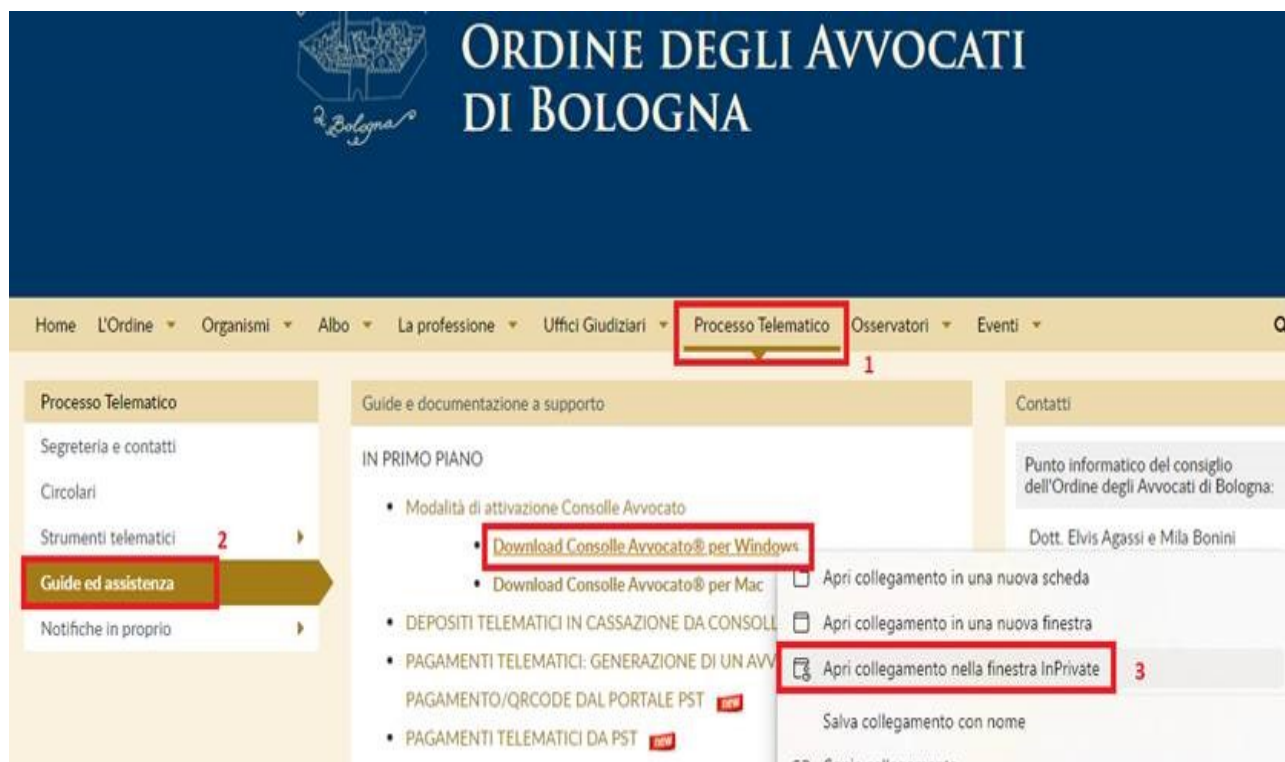 ORDINE DEGLI AVVOCATI
DI BOLOGNA
Bologna
Home L'Ordine Organismi Albo La professione Uffici Giudiziari Processo Telematico Osservatori Eventi
1
Processo Telematico
Segreteria e contatti
Circolari
Strumenti telematici
2
Guide ed assistenza
Notifiche in proprio
Guide e documentazione a supporto
IN PRIMO PIANO
Modalità di attivazione Consolle Avvocato
Download Consolle Avvocato® per Windows
Download Consolle Avvocato® per Mac
DEPOSITI TELEMATICI IN CASSAZIONE DA CONSOLL
PAGAMENTI TELEMATICI: GENERAZIONE DI UN AVV
PAGAMENTO/QRCODE DAL PORTALE PST new
PAGAMENTI TELEMATICI DA PST new
Apri collegamento in una nuova scheda
Apri collegamento in una nuova finestra
Apri collegamento nella finestra InPrivate
3
Salva collegamento con nome
Contatti
Punto informatico del consiglio
dell'Ordine degli Avvocati di Bologna:
Dott. Elvis Agassi e Mila Bonini